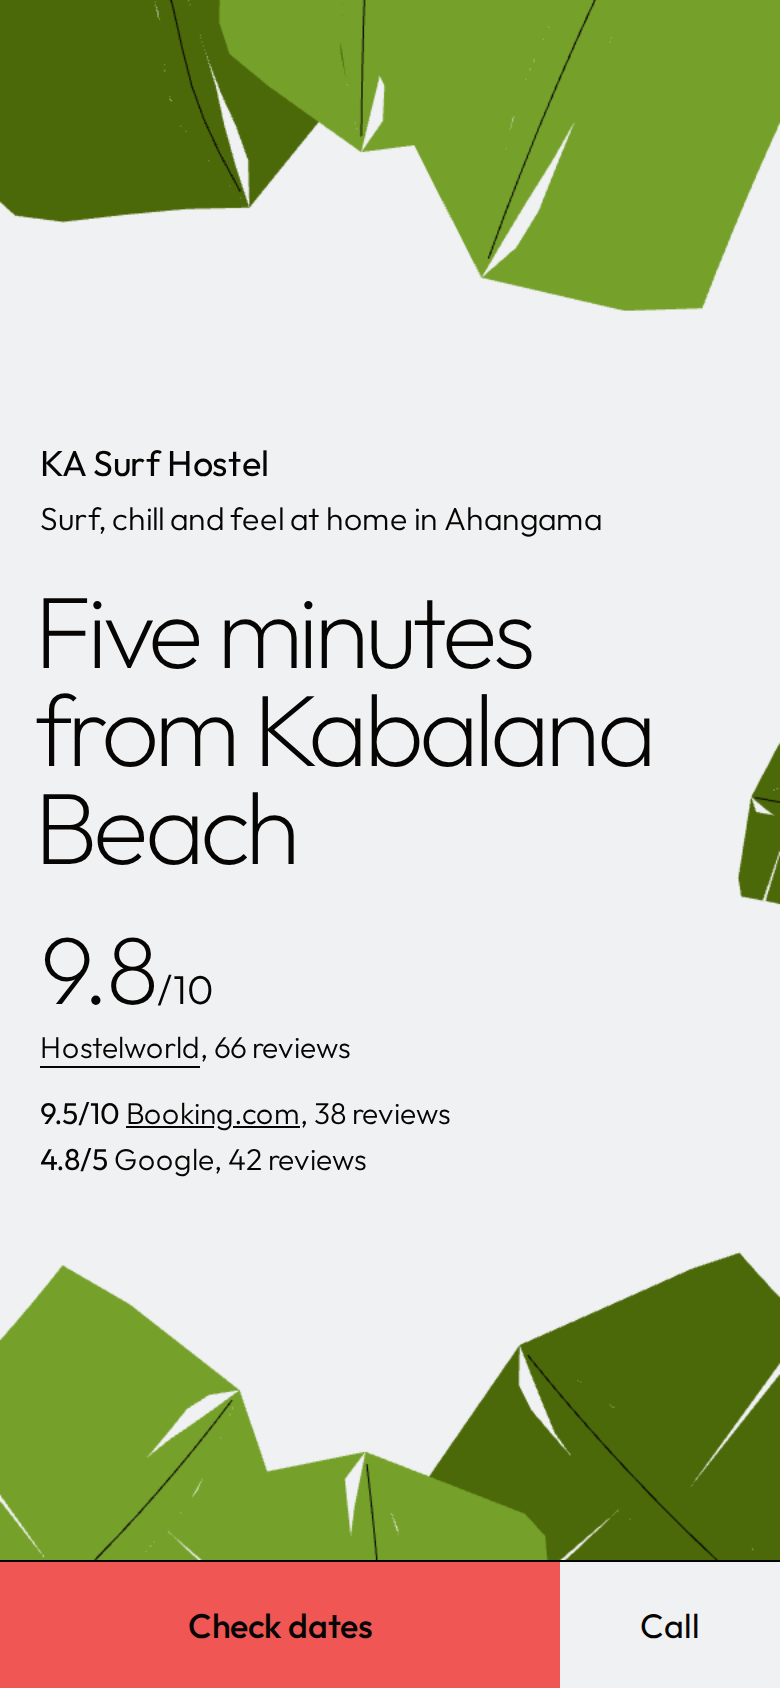 KA Surf Hostel
Surf, chill and feel at home in Ahangama
Five minutes
from Kabalana
Beach
9.8/10
Hostelworld, 66 reviews
9.5/10 Booking.com, 38 reviews
4.8/5 Google, 42 reviews
Check dates
Call